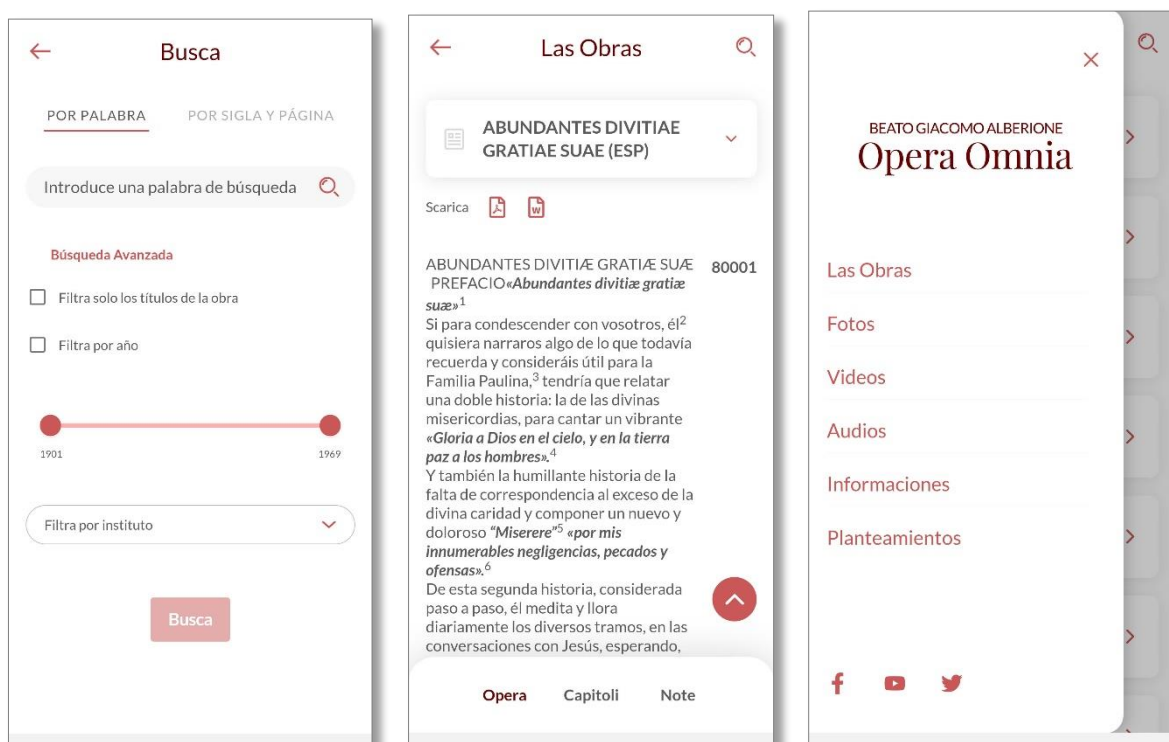 Busca
POR PALABRA POR SIGLA Y PÁGINA
Introduce una palabra de búsqueda
Búsqueda Avanzada
Filtra solo los títulos de la obra
Filtra por año
1901 1969
Filtra por instituto
Busca
Las Obras
ABUNDANTES DIVITIAE
GRATIAE SUAE (ESP)
Scarica
ABUNDANTES DIVITIÆ GRATIÆ SUÆ 80001
PREFACIO«Abundantes divitiæ gratiæ
suæ»1
Si para condescender con vosotros, él2
quisiera narraros algo de lo que todavía
recuerda y consideráis útil para la
Familia Paulina,3 tendría que relatar
una doble historia: la de las divinas
misericordias, para cantar un vibrante
«Gloria a Dios en el cielo, y en la tierra
paz a los hombres».4
Y también la humillante historia de la
falta de correspondencia al exceso de la
divina caridad y componer un nuevo y
doloroso "Miserere"5 «por mis
innumerables negligencias, pecados y
ofensas».6
De esta segunda historia, considerada
paso a paso, él medita y llora
diariamente los diversos tramos, en las
conversaciones con Jesús, esperando,
Opera Capitoli Note
BEATO GIACOMO ALBERIONE
Opera Omnia
Las Obras
Fotos
Videos
Audios
Informaciones
Planteamientos